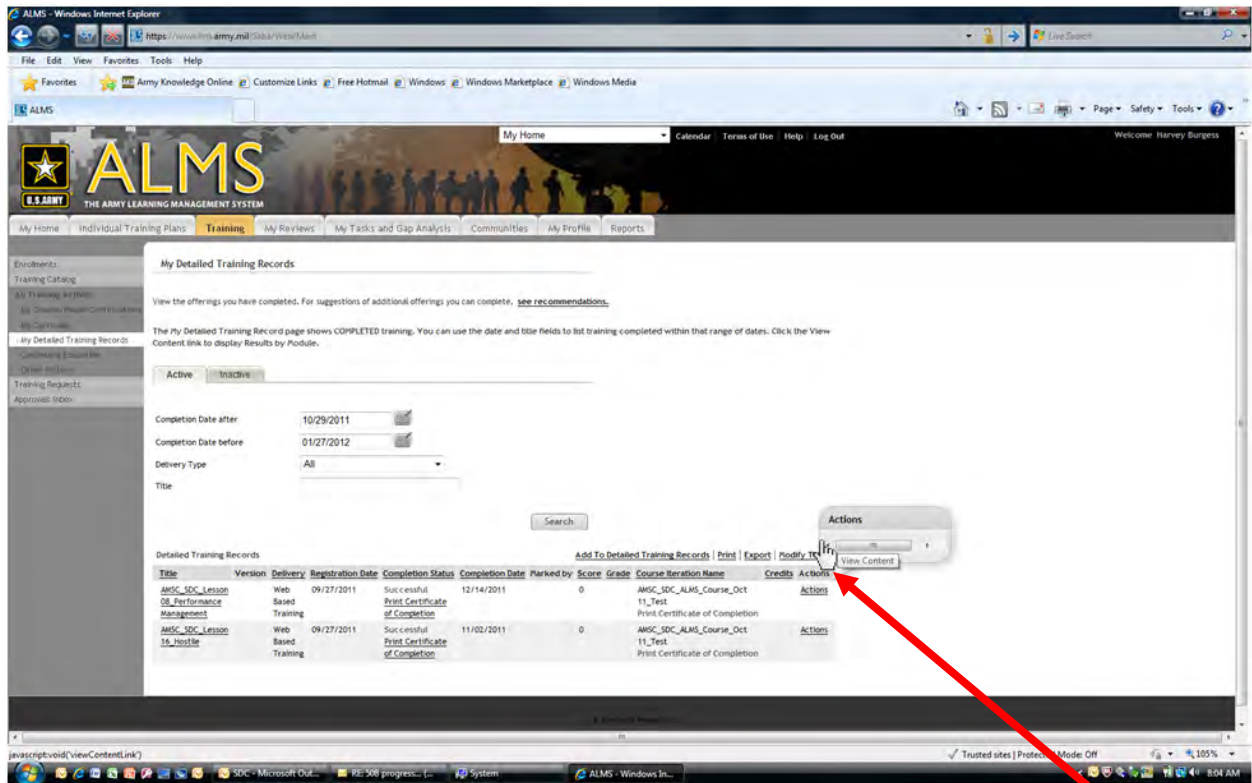 ALMS - Windows Internet Explorer
https://www.lms.army.mil/Saba/Web/Main
Live Search
File Edit View Favorites Tools Help
Favorites Army Knowledge Online Customize Links Free Hotmail Windows Windows Marketplace Windows Media
ALMS
Page Safety Tools
My Home Calendar Terms of Use Help Log Out Welcome Harvey Burgess
ALMS
U.S.ARMY THE ARMY LEARNING MANAGEMENT SYSTEM
My Home Individual Training Plans Training My Reviews My Tasks and Gap Analysis Communities My Profile Reports
Enrollments
Training Catalog
My Detailed Training Records
Training Requests
Approvals Inbox
My Detailed Training Records
View the offerings you have completed. For suggestions of additional offerings you can complete, see recommendations.
The My Detailed Training Record page shows COMPLETED training. You can use the date and title fields to list training completed within that range of dates. Click the View
Content link to display Results by Module.
Active Inactive
Completion Date after 10/29/2011
Completion Date before 01/27/2012
Delivery Type All
Title
Search
Actions
View Content
Detailed Training Records Add To Detailed Training Records | Print | Export | Modify
Title Version Delivery Registration Date Completion Status Completion Date Marked by Score Grade Course Iteration Name Credits Actions
AMSC_SDC_Lesson Web 09/27/2011 Successful 12/14/2011 0 AMSC_SDC_ALMS_Course_Oct Actions
08_Performance Based Print Certificate 11_Test
Management Training of Completion Print Certificate of Completion
AMSC_SDC_Lesson Web 09/27/2011 Successful 11/02/2011 0 AMSC_SDC_ALMS_Course_Oct Actions
16_Hostile Based Print Certificate 11_Test
Training of Completion Print Certificate of Completion
javascript:void('viewContentLink') Trusted sites | Protected Mode: Off 105%
SDC - Microsoft Out... RE: 508 progress... (... System ALMS - Windows In... 8:04 AM